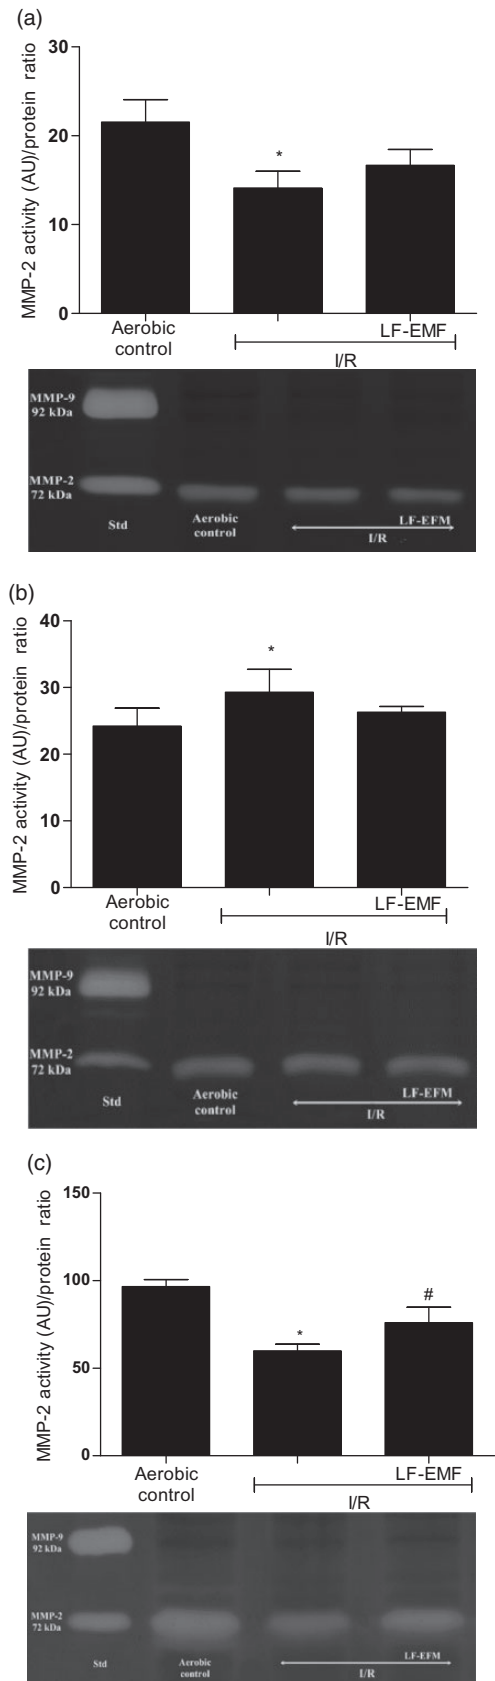 (a)
MMP-2 activity (AU)/protein ratio
30
20
10
0
Aerobic
control
LF-EMF
I/R
MMP-9
92 kDa
MMP-2
72 kDa
Std
Aerobic
control
LF-EFM
I/R
*
(b)
MMP-2 activity (AU)/protein ratio
40
30
20
10
0
*
Aerobic
control
LF-EMF
I/R
MMP-9
92 kDa
MMP-2
72 kDa
Std
Aerobic
control
LF-EFM
I/R
(c)
MMP-2 activity (AU)/protein ratio
150
100
50
0
*
#
Aerobic
control
LF-EMF
I/R
MMP-9
92 kDa
MMP-2
72 kDa
Std
Aerobic
control
LF-EFM
I/R